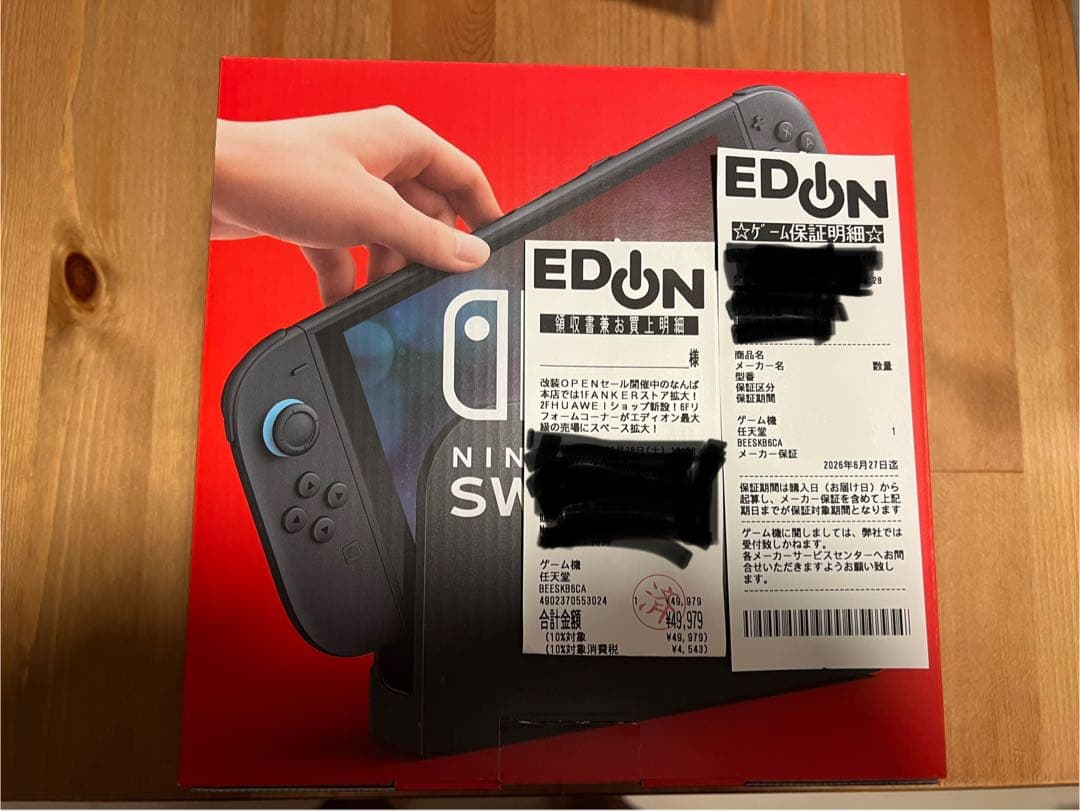 NIN
SW
EDION
領収書兼お買上明細
様
改装OPENセール開催中のなんば
本店では1FANKERストア拡大!
2FHUAWEIショップ新設!6Fリ
フォームコーナーがエディオン最大
級の売場にスペース拡大!
ゲーム機
任天堂
BEESKB6CA
4902370553024 1 ¥49,979
合計金額 ¥49,979
(10%対象 ¥49,979)
(10%対象消費税 ¥4,543)
EDION
☆ゲーム保証明細☆
28
商品名
メーカー名 数量
型番
保証区分
保証期間
ゲーム機
任天堂 1
BEESKB6CA
メーカー保証
2026年6月27日迄
保証期間は購入日(お届け日)から
起算し、メーカー保証を含めて上記
期日までが保証対象期間となります
ゲーム機に関しましては、弊社では
受付致しかねます。
各メーカーサービスセンターへお問
合せいただきますようお願い致し
ます。